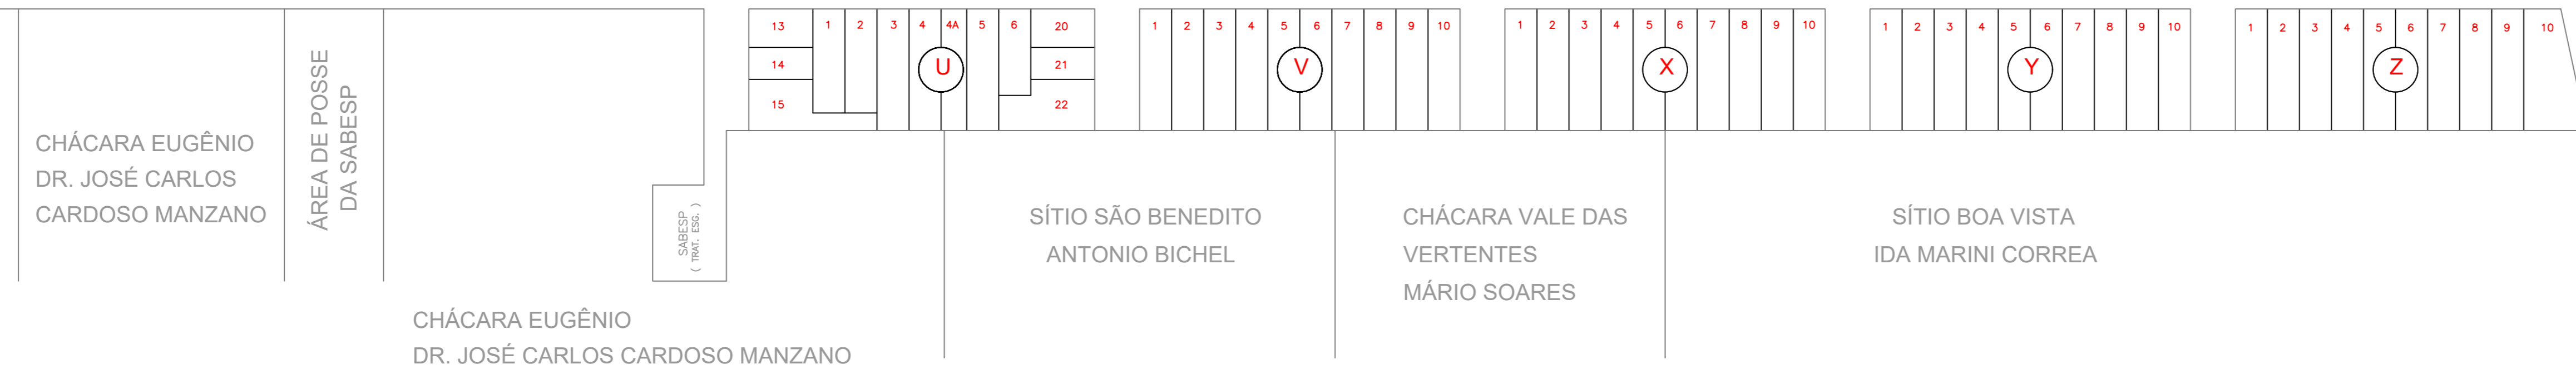 13 1 2 3 4 4A 5 6 20
14 U 21
15 22
1 2 3 4 5 6 7 8 9 10
V
1 2 3 4 5 6 7 8 9 10
X
1 2 3 4 5 6 7 8 9 10
Y
1 2 3 4 5 6 7 8 9 10
Z
CHÁCARA EUGÊNIO
DR. JOSÉ CARLOS
CARDOSO MANZANO
ÁREA DE POSSE
DA SABESP
SABESP
( TRAT. ESG. )
SÍTIO SÃO BENEDITO
ANTONIO BICHEL
CHÁCARA VALE DAS
VERTENTES
MÁRIO SOARES
SÍTIO BOA VISTA
IDA MARINI CORREA
CHÁCARA EUGÊNIO
DR. JOSÉ CARLOS CARDOSO MANZANO